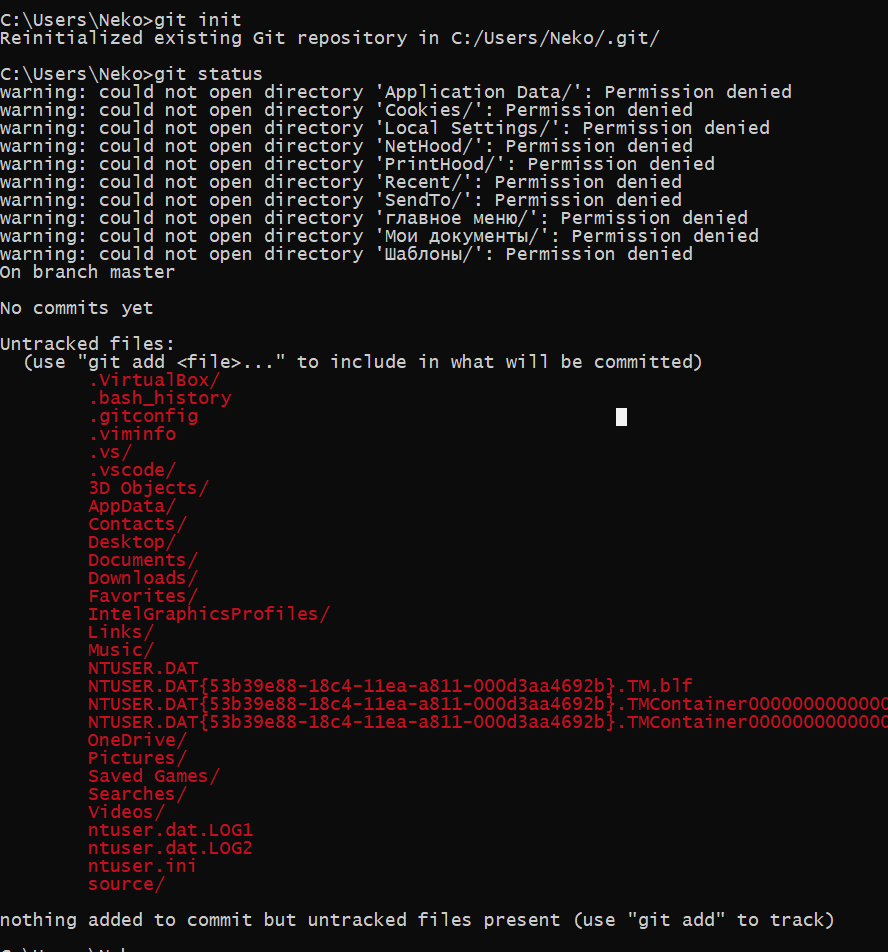 C:\Users\Neko>git init
Reinitialized existing Git repository in C:/Users/Neko/.git/
C:\Users\Neko>git status
warning: could not open directory 'Application Data/': Permission denied
warning: could not open directory 'Cookies/': Permission denied
warning: could not open directory 'Local Settings/': Permission denied
warning: could not open directory 'NetHood/': Permission denied
warning: could not open directory 'PrintHood/': Permission denied
warning: could not open directory 'Recent/': Permission denied
warning: could not open directory 'SendTo/': Permission denied
warning: could not open directory 'главное меню/': Permission denied
warning: could not open directory 'Мои документы/': Permission denied
warning: could not open directory 'Шаблоны/': Permission denied
On branch master
No commits yet
Untracked files:
(use "git add <file>..." to include in what will be committed)
.VirtualBox/
.bash_history
.gitconfig
.viminfo
.vs/
.vscode/
3D Objects/
AppData/
Contacts/
Desktop/
Documents/
Downloads/
Favorites/
IntelGraphicsProfiles/
Links/
Music/
NTUSER.DAT
NTUSER.DAT{53b39e88-18c4-11ea-a811-000d3aa4692b}.TM.blf
NTUSER.DAT{53b39e88-18c4-11ea-a811-000d3aa4692b}.TMContainer0000000000000
NTUSER.DAT{53b39e88-18c4-11ea-a811-000d3aa4692b}.TMContainer0000000000000
OneDrive/
Pictures/
Saved Games/
Searches/
Videos/
ntuser.dat.LOG1
ntuser.dat.LOG2
ntuser.ini
source/
nothing added to commit but untracked files present (use "git add" to track)